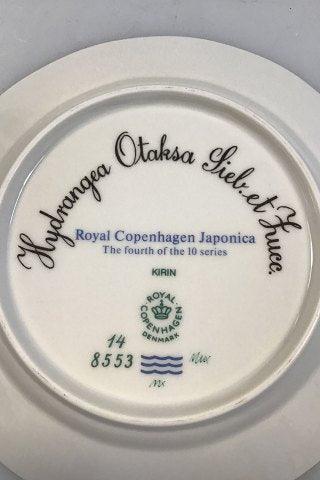 Hydrangea Otaksa Sieb. et Zucc.
Royal Copenhagen Japonica
The fourth of the 10 series
KIRIN
ROYAL
COPENHAGEN
DENMARK
14
8553